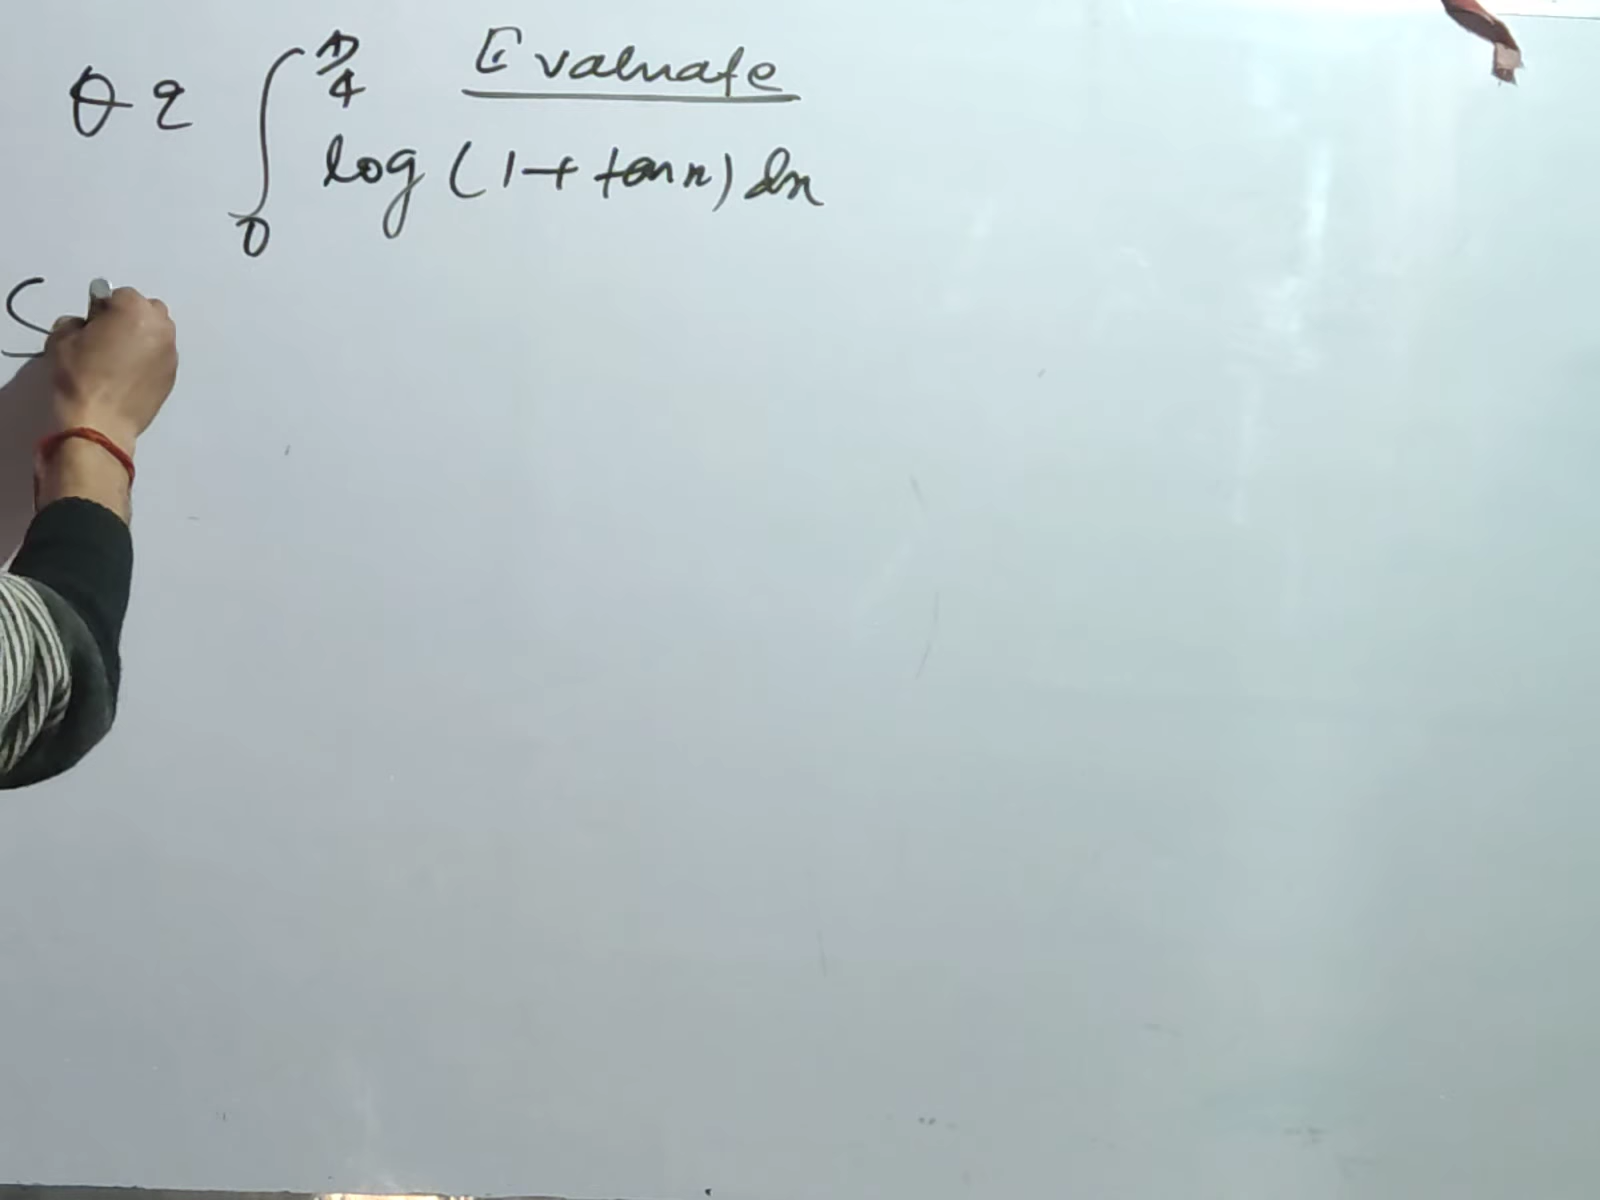 Evaluate
Q 2 ∫₀^(π/4) log (1 + tan x) dx
S